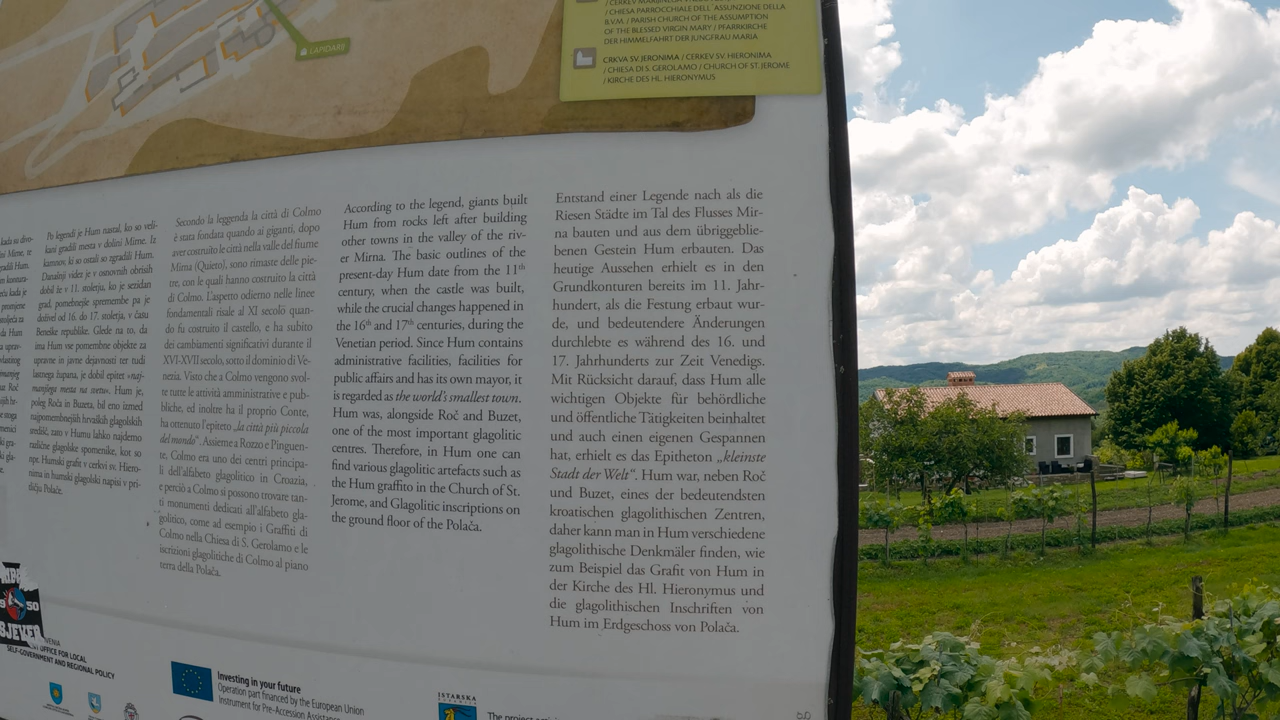 LAPIDARIJ
/ CHIESA PARROCCHIALE DELL'ASSUNZIONE DELLA
B.V.M. / PARISH CHURCH OF THE ASSUMPTION
OF THE BLESSED VIRGIN MARY / PFARRKIRCHE
DER HIMMELFAHRT DER JUNGFRAU MARIA
CRKVA SV. JERONIMA / CERKEV SV. HIERONIMA
/ CHIESA DI S. GEROLAMO / CHURCH OF ST. JEROME
/ KIRCHE DES HL. HIERONYMUS
Po legendi je Hum nastal, ko so veli-
kani gradili mesta v dolini Mirne. Iz
kamnov, ki so ostali so zgradili Hum.
Današnji videz je v osnovnih obrisih
dobil že v 11. stoletju, ko je sezidan
grad, pomembnejše spremembe pa je
doživel od 16. do 17. stoletja, v času
Beneške republike. Glede na to, da
ima Hum vse pomembne objekte za
upravne in javne dejavnosti ter tudi
lastnega župana, je dobil epitet »naj-
manjšega mesta na svetu«. Hum je,
poleg Roča in Buzeta, bil eno izmed
najpomembnejših hrvaških glagolskih
središč, zato v Humu lahko najdemo
različne glagolske spomenike, kot so
npr. Humski grafit v cerkvi sv. Hiero-
nima in humski glagolski napisi v pri-
tličju Polače.
Secondo la leggenda la città di Colmo
è stata fondata quando ai giganti, dopo
aver costruito le città nella valle del fiume
Mirna (Quieto), sono rimaste delle pie-
tre, con le quali hanno costruito la città
di Colmo. L'aspetto odierno nelle linee
fondamentali risale al XI secolo quan-
do fu costruito il castello, e ha subito
dei cambiamenti significativi durante il
XVI-XVII secolo, sotto il dominio di Ve-
nezia. Visto che a Colmo vengono svol-
te tutte le attività amministrative e pub-
bliche, ed inoltre ha il proprio Conte,
ha ottenuto l'epiteto „la città più piccola
del mondo". Assieme a Rozzo e Pinguen-
te, Colmo era uno dei centri principa-
li dell'alfabeto glagolitico in Croazia,
e perciò a Colmo si possono trovare tan-
ti monumenti dedicati all'alfabeto gla-
golitico, come ad esempio i Graffiti di
Colmo nella Chiesa di S. Gerolamo e le
iscrizioni glagolitiche di Colmo al piano
terra della Polača.
According to the legend, giants built
Hum from rocks left after building
other towns in the valley of the riv-
er Mirna. The basic outlines of the
present-day Hum date from the 11th
century, when the castle was built,
while the crucial changes happened in
the 16th and 17th centuries, during the
Venetian period. Since Hum contains
administrative facilities, facilities for
public affairs and has its own mayor, it
is regarded as the world's smallest town.
Hum was, alongside Roč and Buzet,
one of the most important glagolitic
centres. Therefore, in Hum one can
find various glagolitic artefacts such as
the Hum graffito in the Church of St.
Jerome, and Glagolitic inscriptions on
the ground floor of the Polača.
Entstand einer Legende nach als die
Riesen Städte im Tal des Flusses Mir-
na bauten und aus dem übriggeblie-
benen Gestein Hum erbauten. Das
heutige Aussehen erhielt es in den
Grundkonturen bereits im 11. Jahr-
hundert, als die Festung erbaut wur-
de, und bedeutendere Änderungen
durchlebte es während des 16. und
17. Jahrhunderts zur Zeit Venedigs.
Mit Rücksicht darauf, dass Hum alle
wichtigen Objekte für behördliche
und öffentliche Tätigkeiten beinhaltet
und auch einen eigenen Gespannen
hat, erhielt es das Epitheton „kleinste
Stadt der Welt". Hum war, neben Roč
und Buzet, eines der bedeutendsten
kroatischen glagolithischen Zentren,
daher kann man in Hum verschiedene
glagolithische Denkmäler finden, wie
zum Beispiel das Grafit von Hum in
der Kirche des Hl. Hieronymus und
die glagolithischen Inschriften von
Hum im Erdgeschoss von Polača.
OFFICE FOR LOCAL
SELF-GOVERNMENT AND REGIONAL POLICY
Investing in your future
Operation part financed by the European Union
Instrument for Pre-Accession Assistance
ISTARSKA